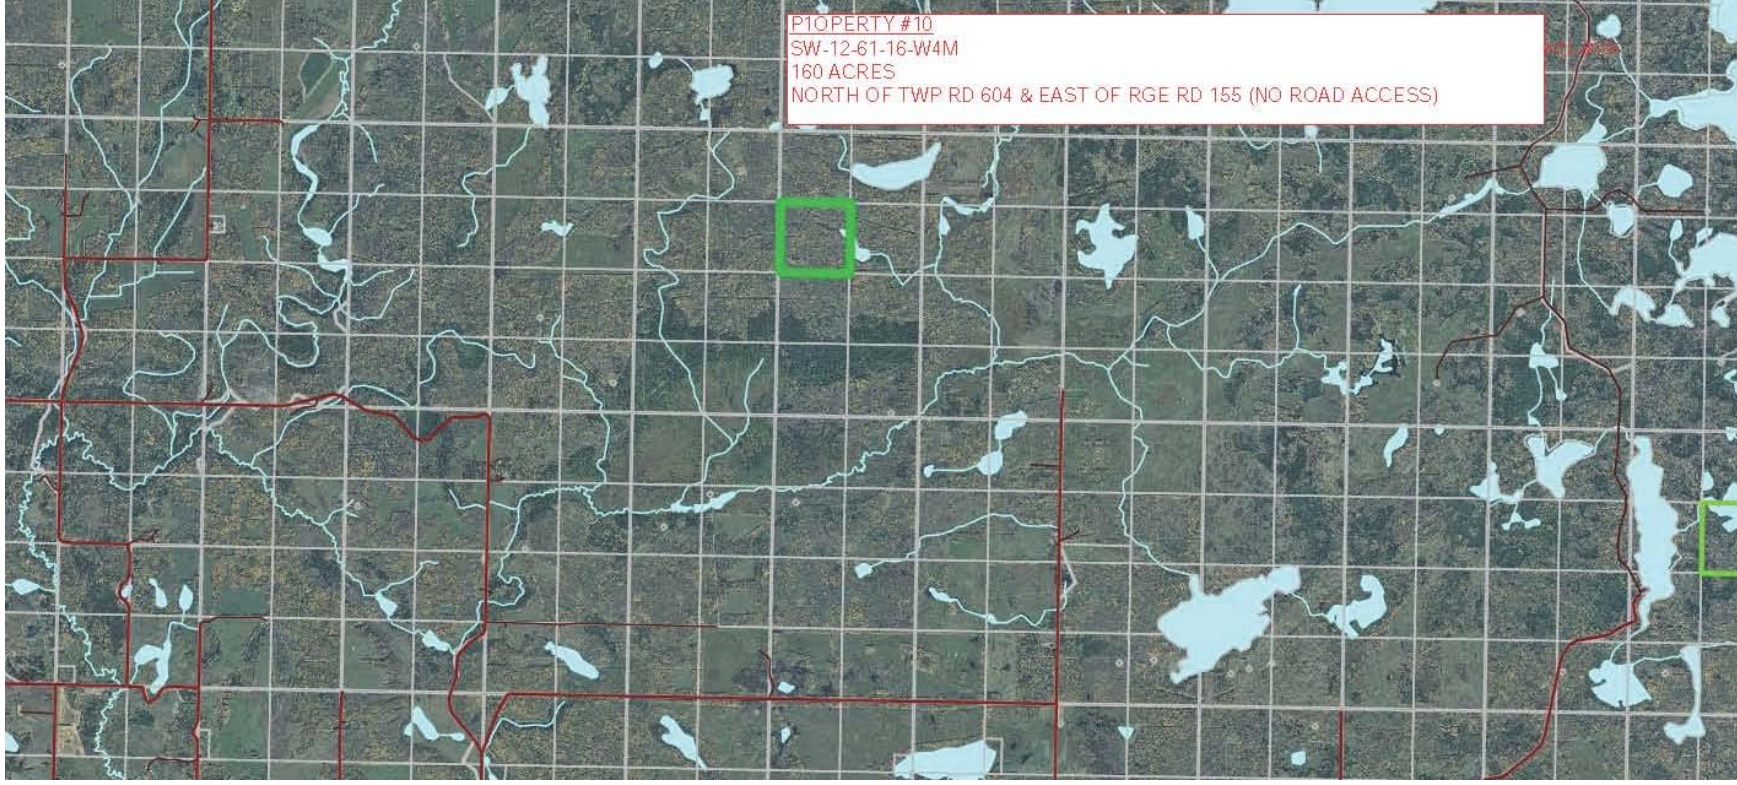 P1OPERTY #10
SW-12-61-16-W4M
160 ACRES
NORTH OF TWP RD 604 & EAST OF RGE RD 155 (NO ROAD ACCESS)